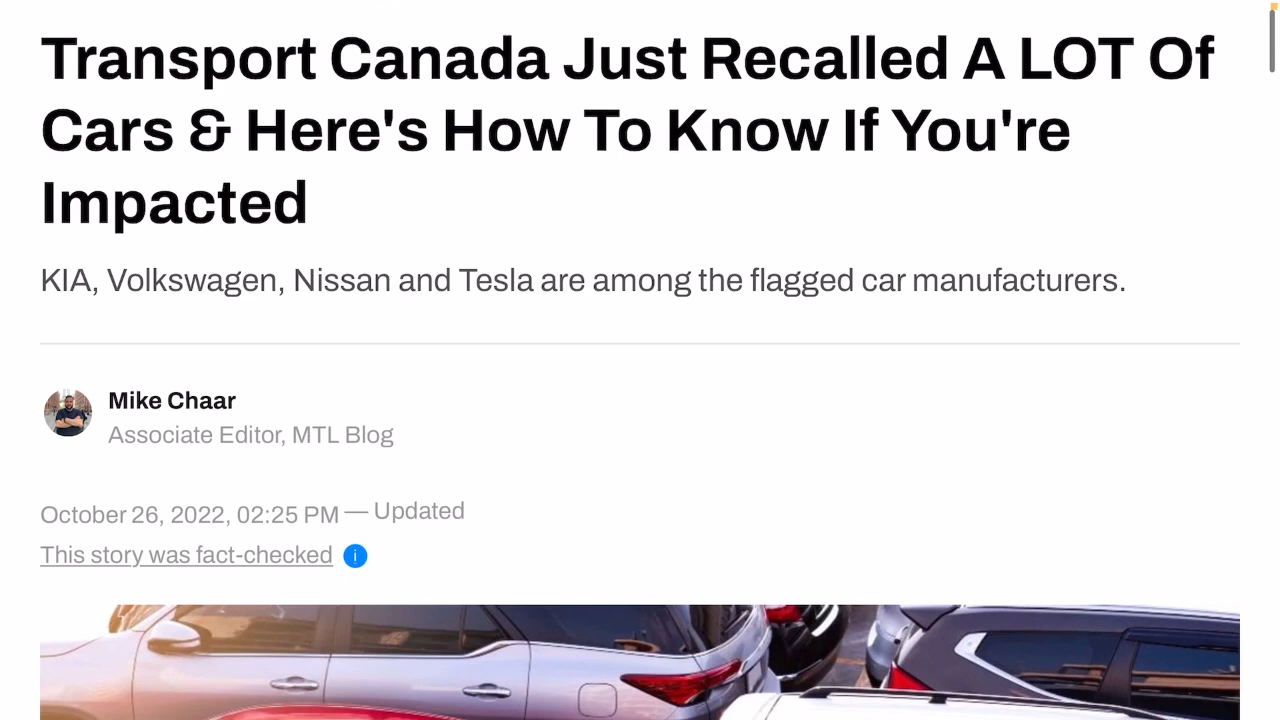 Transport Canada Just Recalled A LOT Of
Cars & Here's How To Know If You're
Impacted
KIA, Volkswagen, Nissan and Tesla are among the flagged car manufacturers.
Mike Chaar
Associate Editor, MTL Blog
October 26, 2022, 02:25 PM — Updated
This story was fact-checked i